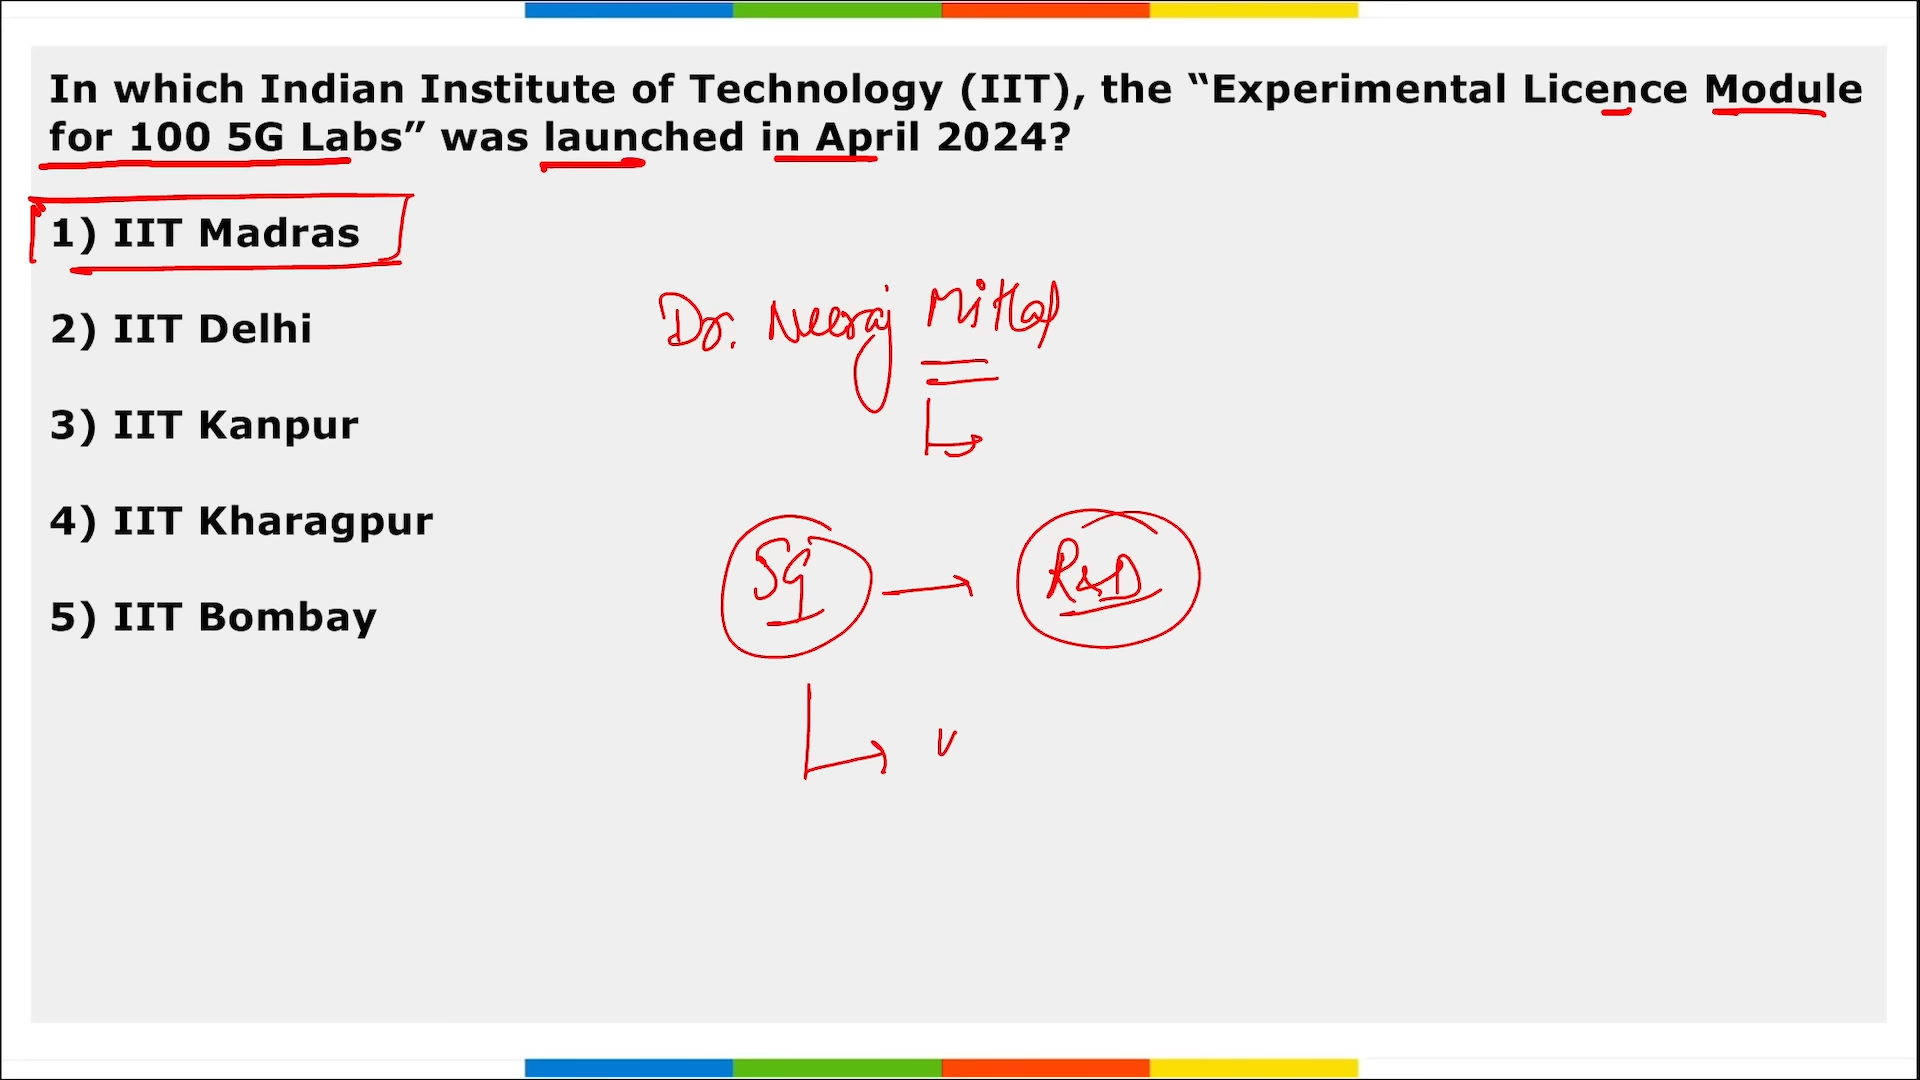 In which Indian Institute of Technology (IIT), the “Experimental Licence Module
for 100 5G Labs” was launched in April 2024?
1) IIT Madras
Dr. Neeraj Mittal
2) IIT Delhi
3) IIT Kanpur
4) IIT Kharagpur
5G
R&D
5) IIT Bombay